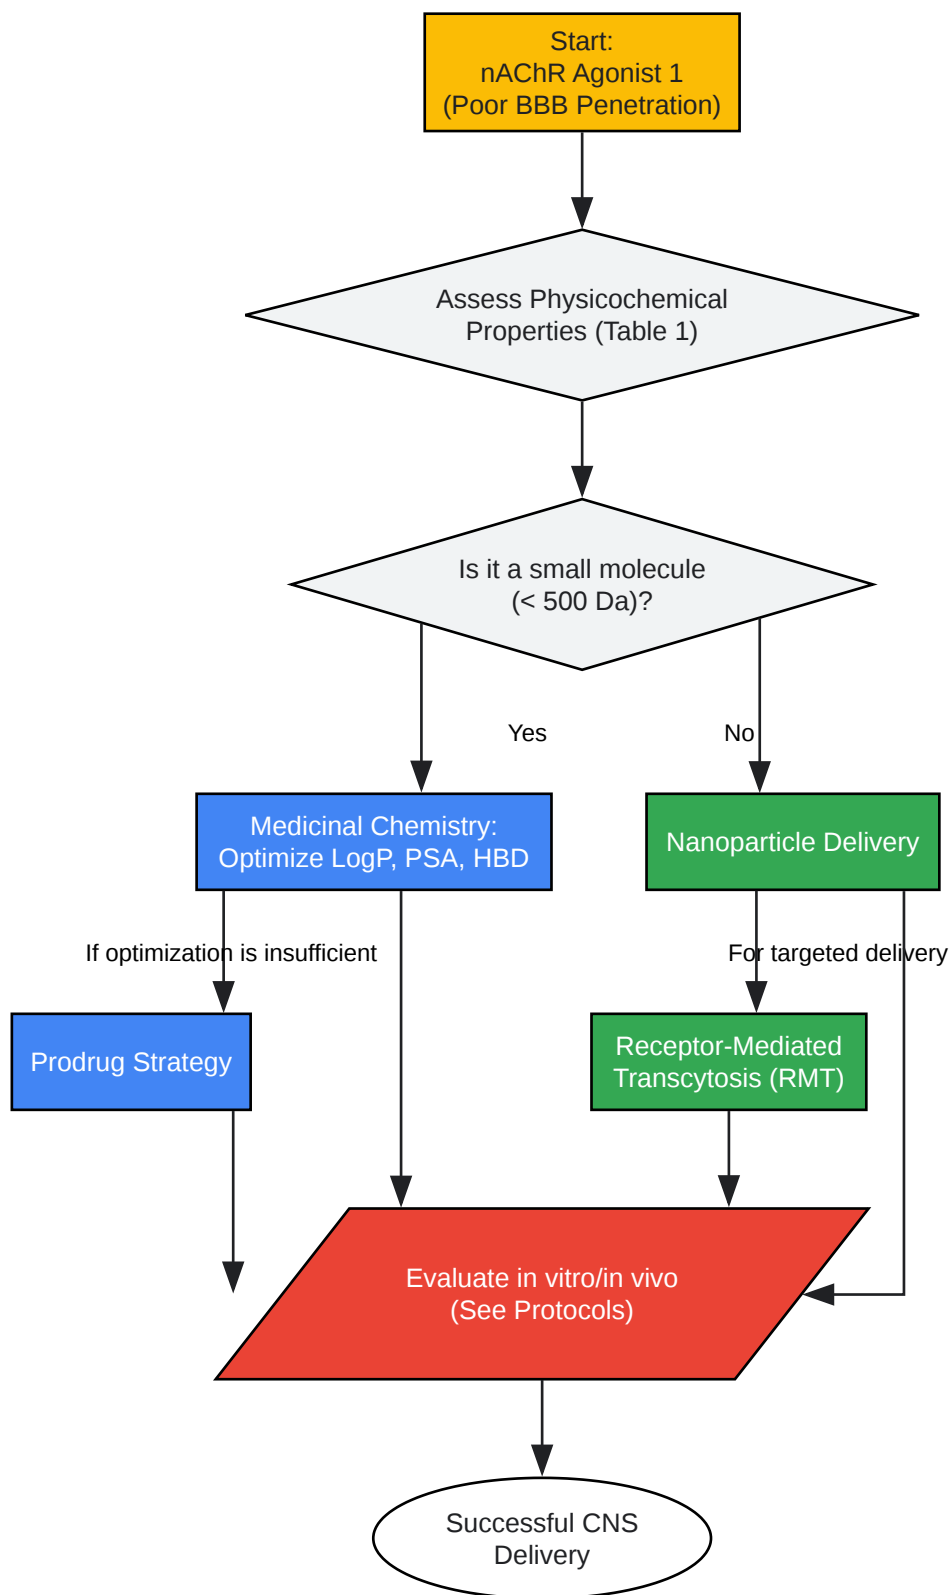 Start:
nAChR Agonist 1
(Poor BBB Penetration)
Assess Physicochemical
Properties (Table 1)
Is it a small molecule
(< 500 Da)?
Yes
No
Medicinal Chemistry:
Optimize LogP, PSA, HBD
Nanoparticle Delivery
If optimization is insufficient
For targeted delivery
Prodrug Strategy
Receptor-Mediated
Transcytosis (RMT)
Evaluate in vitro/in vivo
(See Protocols)
Successful CNS
Delivery